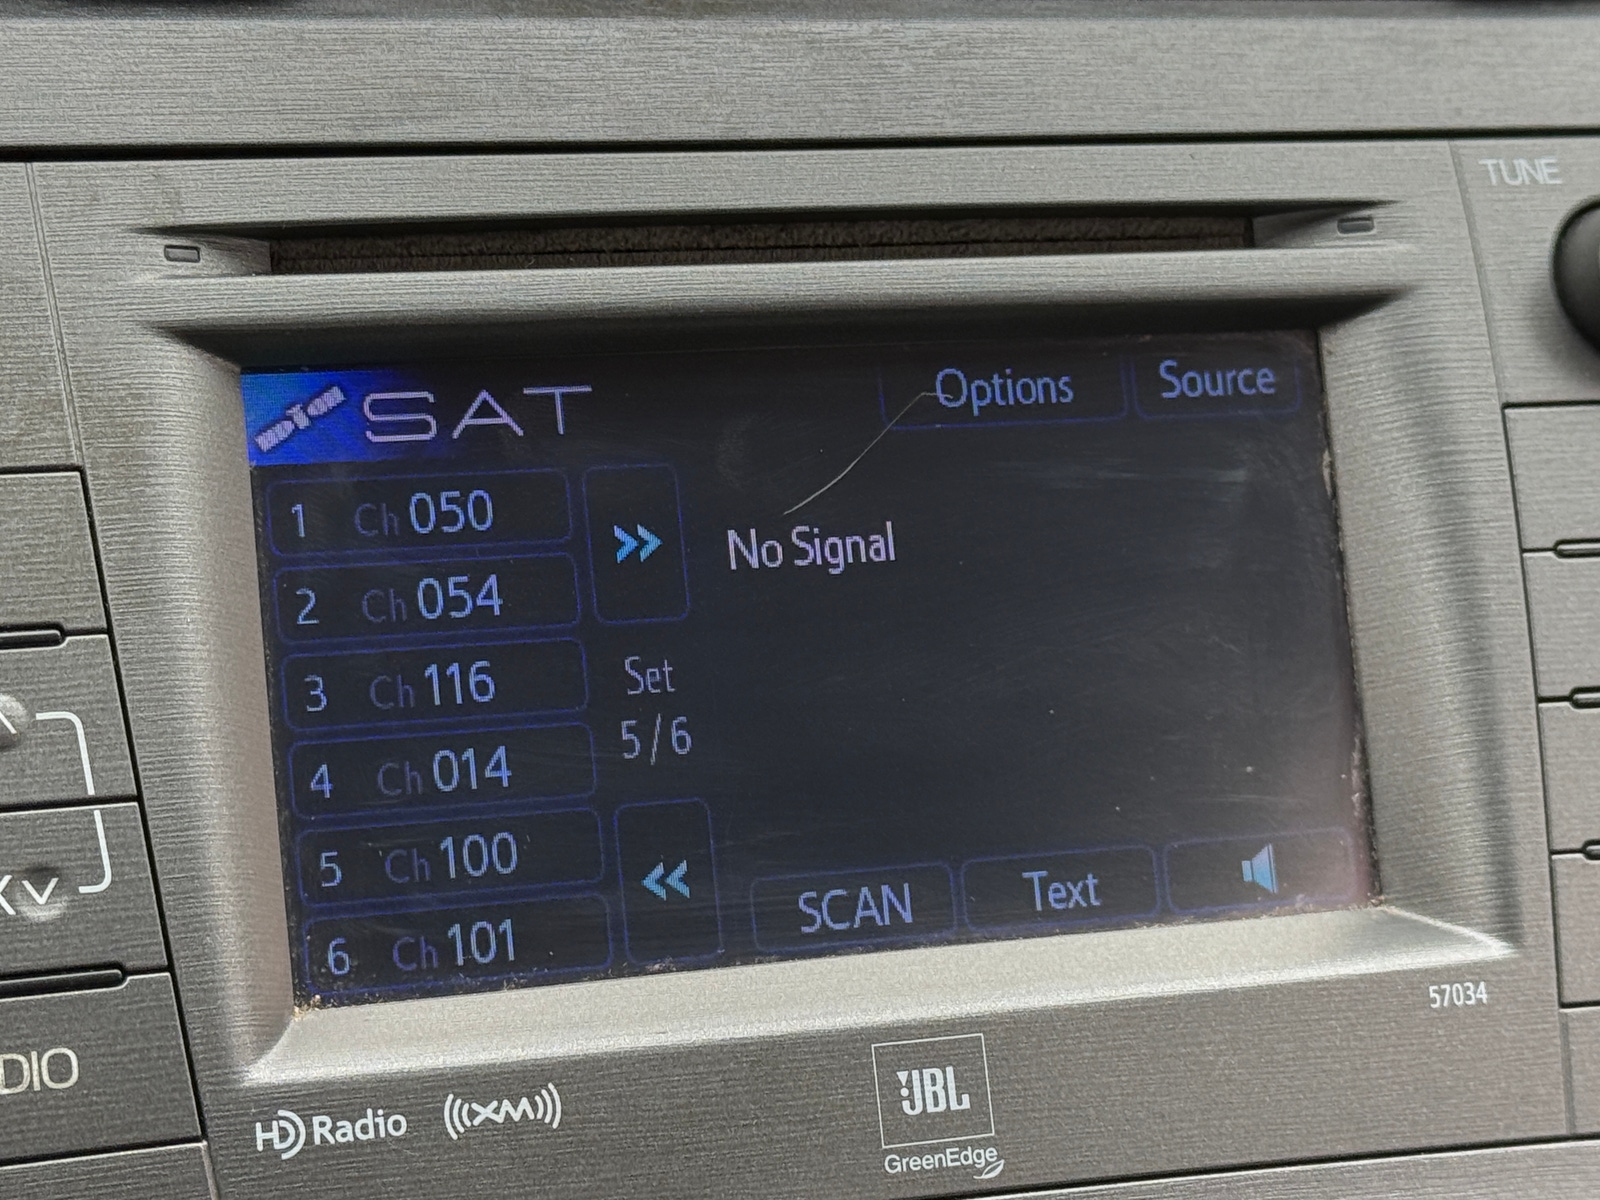 TUNE
SAT
Options
Source
1 Ch 050
2 Ch 054
3 Ch 116
4 Ch 014
5 Ch 100
6 Ch 101
>>
No Signal
Set
5/6
<<
SCAN
Text
57034
DIO
HD Radio
((XM))
JBL
GreenEdge